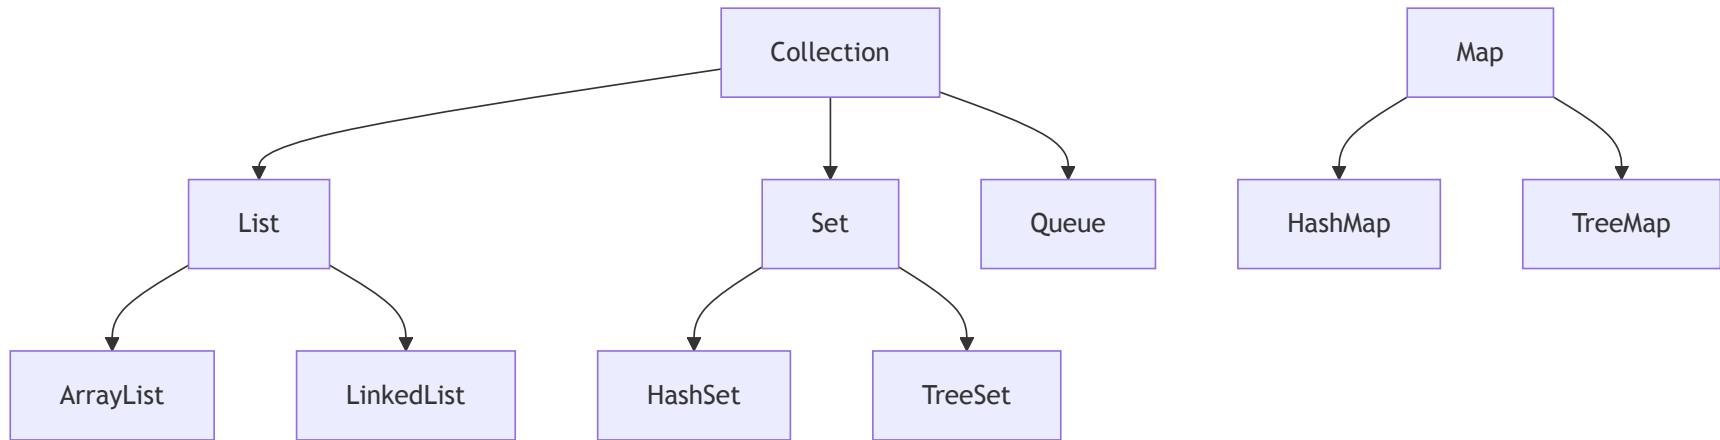 Collection
Map
List
Set
Queue
HashMap
TreeMap
ArrayList
LinkedList
HashSet
TreeSet